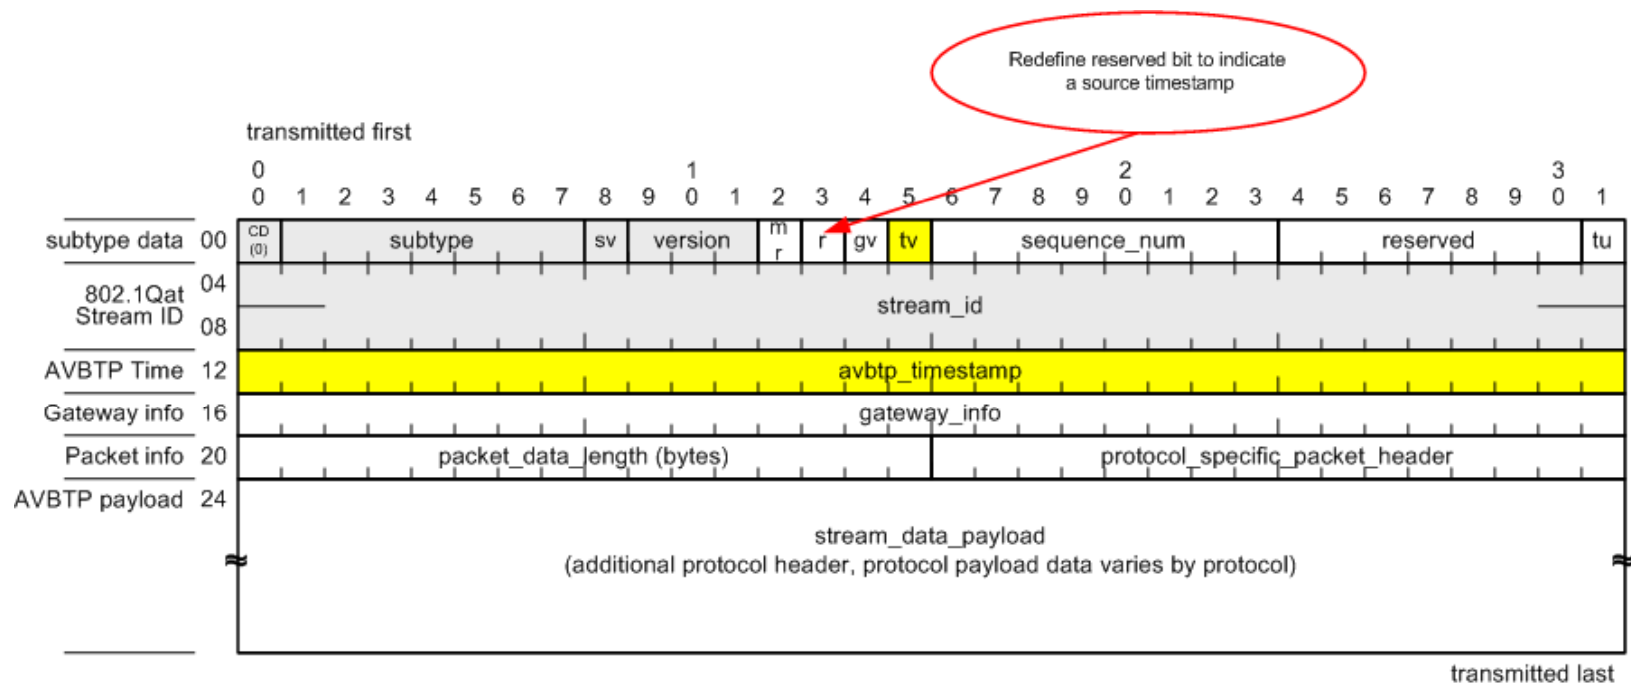 Redefine reserved bit to indicate
a source timestamp
transmitted first
0 1 2 3
0 1 2 3 4 5 6 7 8 9 0 1 2 3 4 5 6 7 8 9 0 1 2 3 4 5 6 7 8 9 0 1
subtype data 00 CD (0) subtype sv version m r r gv tv sequence_num reserved tu
802.1Qat
Stream ID
04
08
stream_id
AVBTP Time 12 avbtp_timestamp
Gateway info 16 gateway_info
Packet info 20 packet_data_length (bytes) protocol_specific_packet_header
AVBTP payload 24
stream_data_payload
(additional protocol header, protocol payload data varies by protocol)
transmitted last